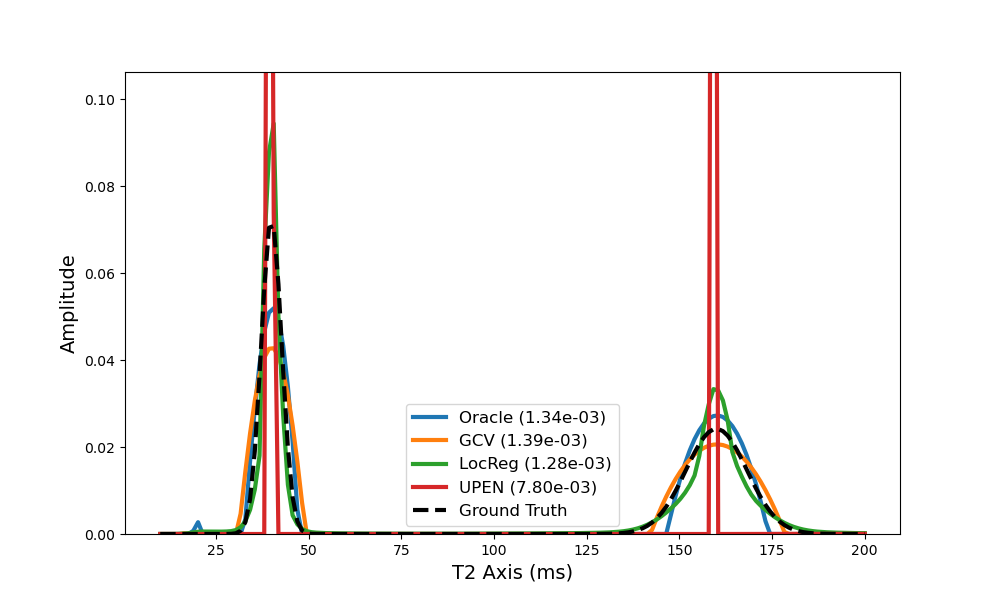 0.10
0.08
0.06
0.04
0.02
0.00
Amplitude
Oracle (1.34e-03)
GCV (1.39e-03)
LocReg (1.28e-03)
UPEN (7.80e-03)
Ground Truth
25 50 75 100 125 150 175 200
T2 Axis (ms)